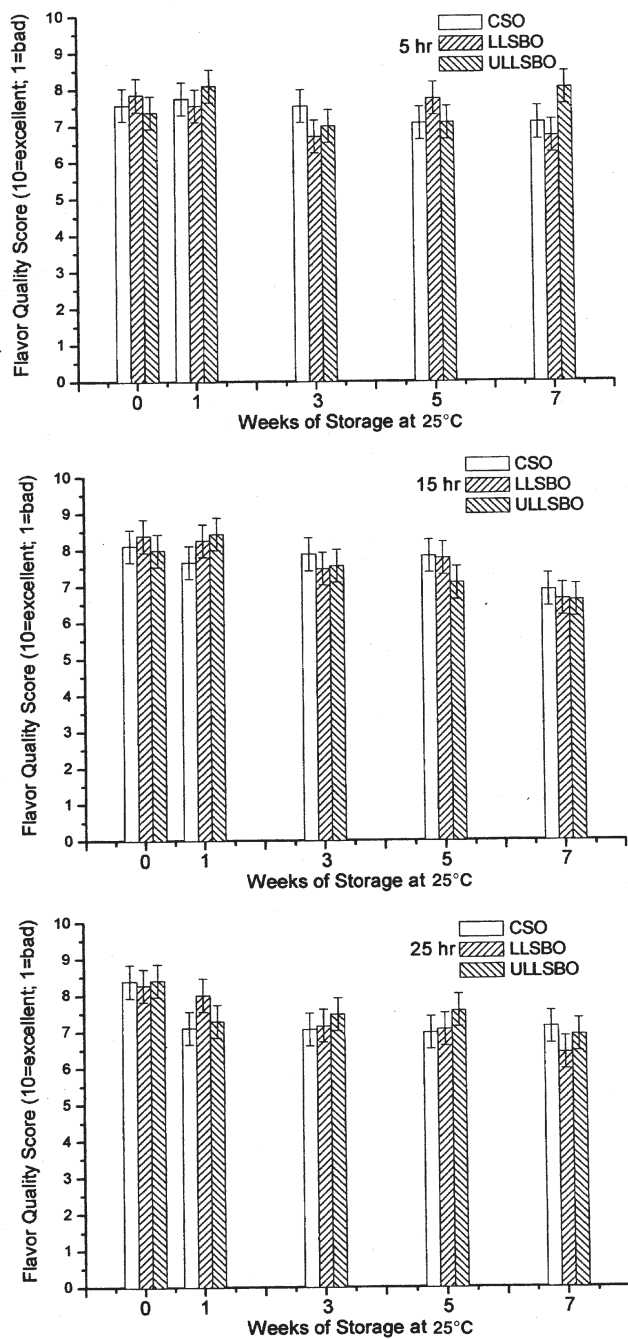 CSO
5 hr LLSBO
ULLSBO
Flavor Quality Score (10=excellent; 1=bad)
10
9
8
7
6
5
4
3
2
1
0
0 1 3 5 7
Weeks of Storage at 25°C
CSO
15 hr LLSBO
ULLSBO
Flavor Quality Score (10=excellent; 1=bad)
10
9
8
7
6
5
4
3
2
1
0
0 1 3 5 7
Weeks of Storage at 25°C
CSO
25 hr LLSBO
ULLSBO
Flavor Quality Score (10=excellent; 1=bad)
10
9
8
7
6
5
4
3
2
1
0
0 1 3 5 7
Weeks of Storage at 25°C